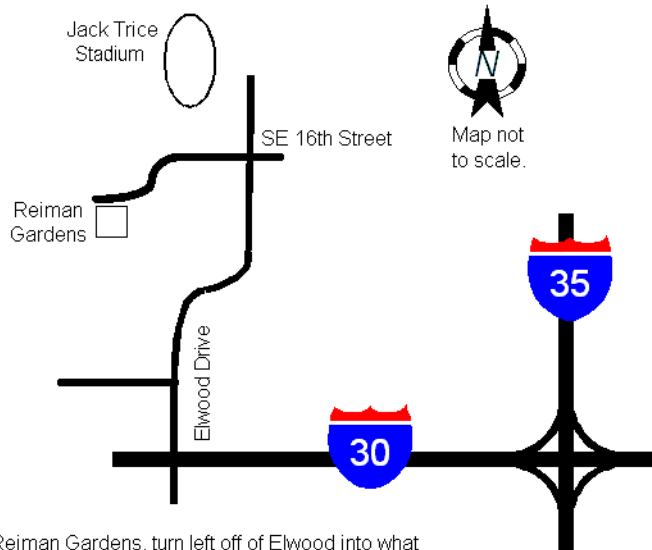 Jack Trice
Stadium
N
SE 16th Street
Map not
to scale.
Reiman
Gardens
35
Elwood Drive
30
Reiman Gardens, turn left off of Elwood into what